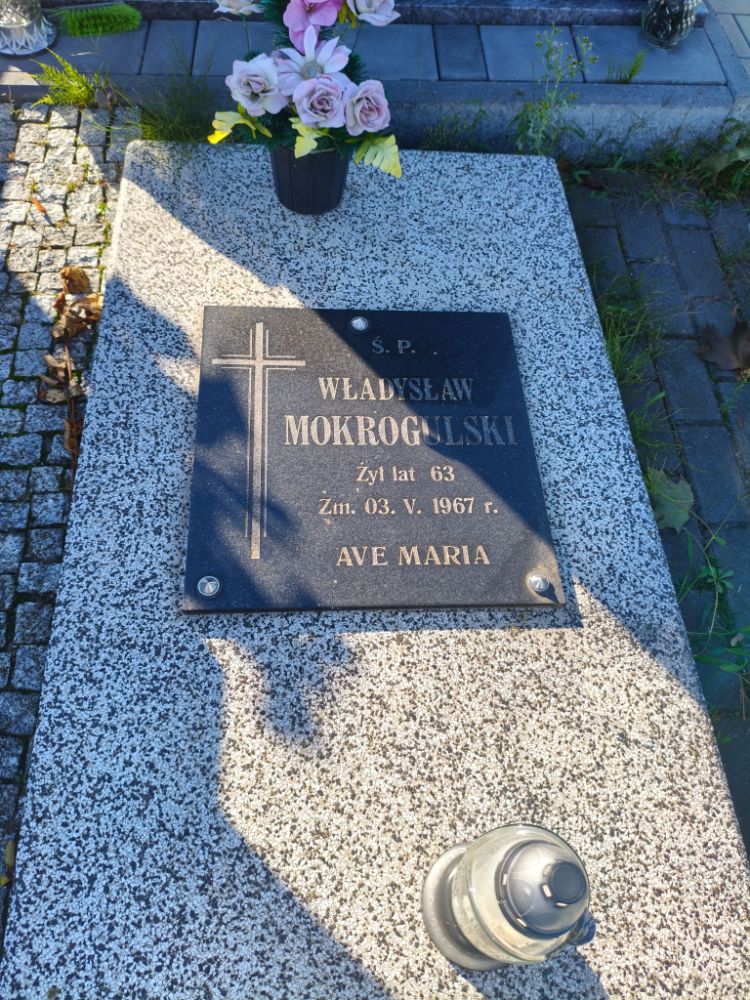 Ś. P.
WŁADYSŁAW
MOKROGULSKI
Żył lat 63
Zm. 03. V. 1967 r.
AVE MARIA